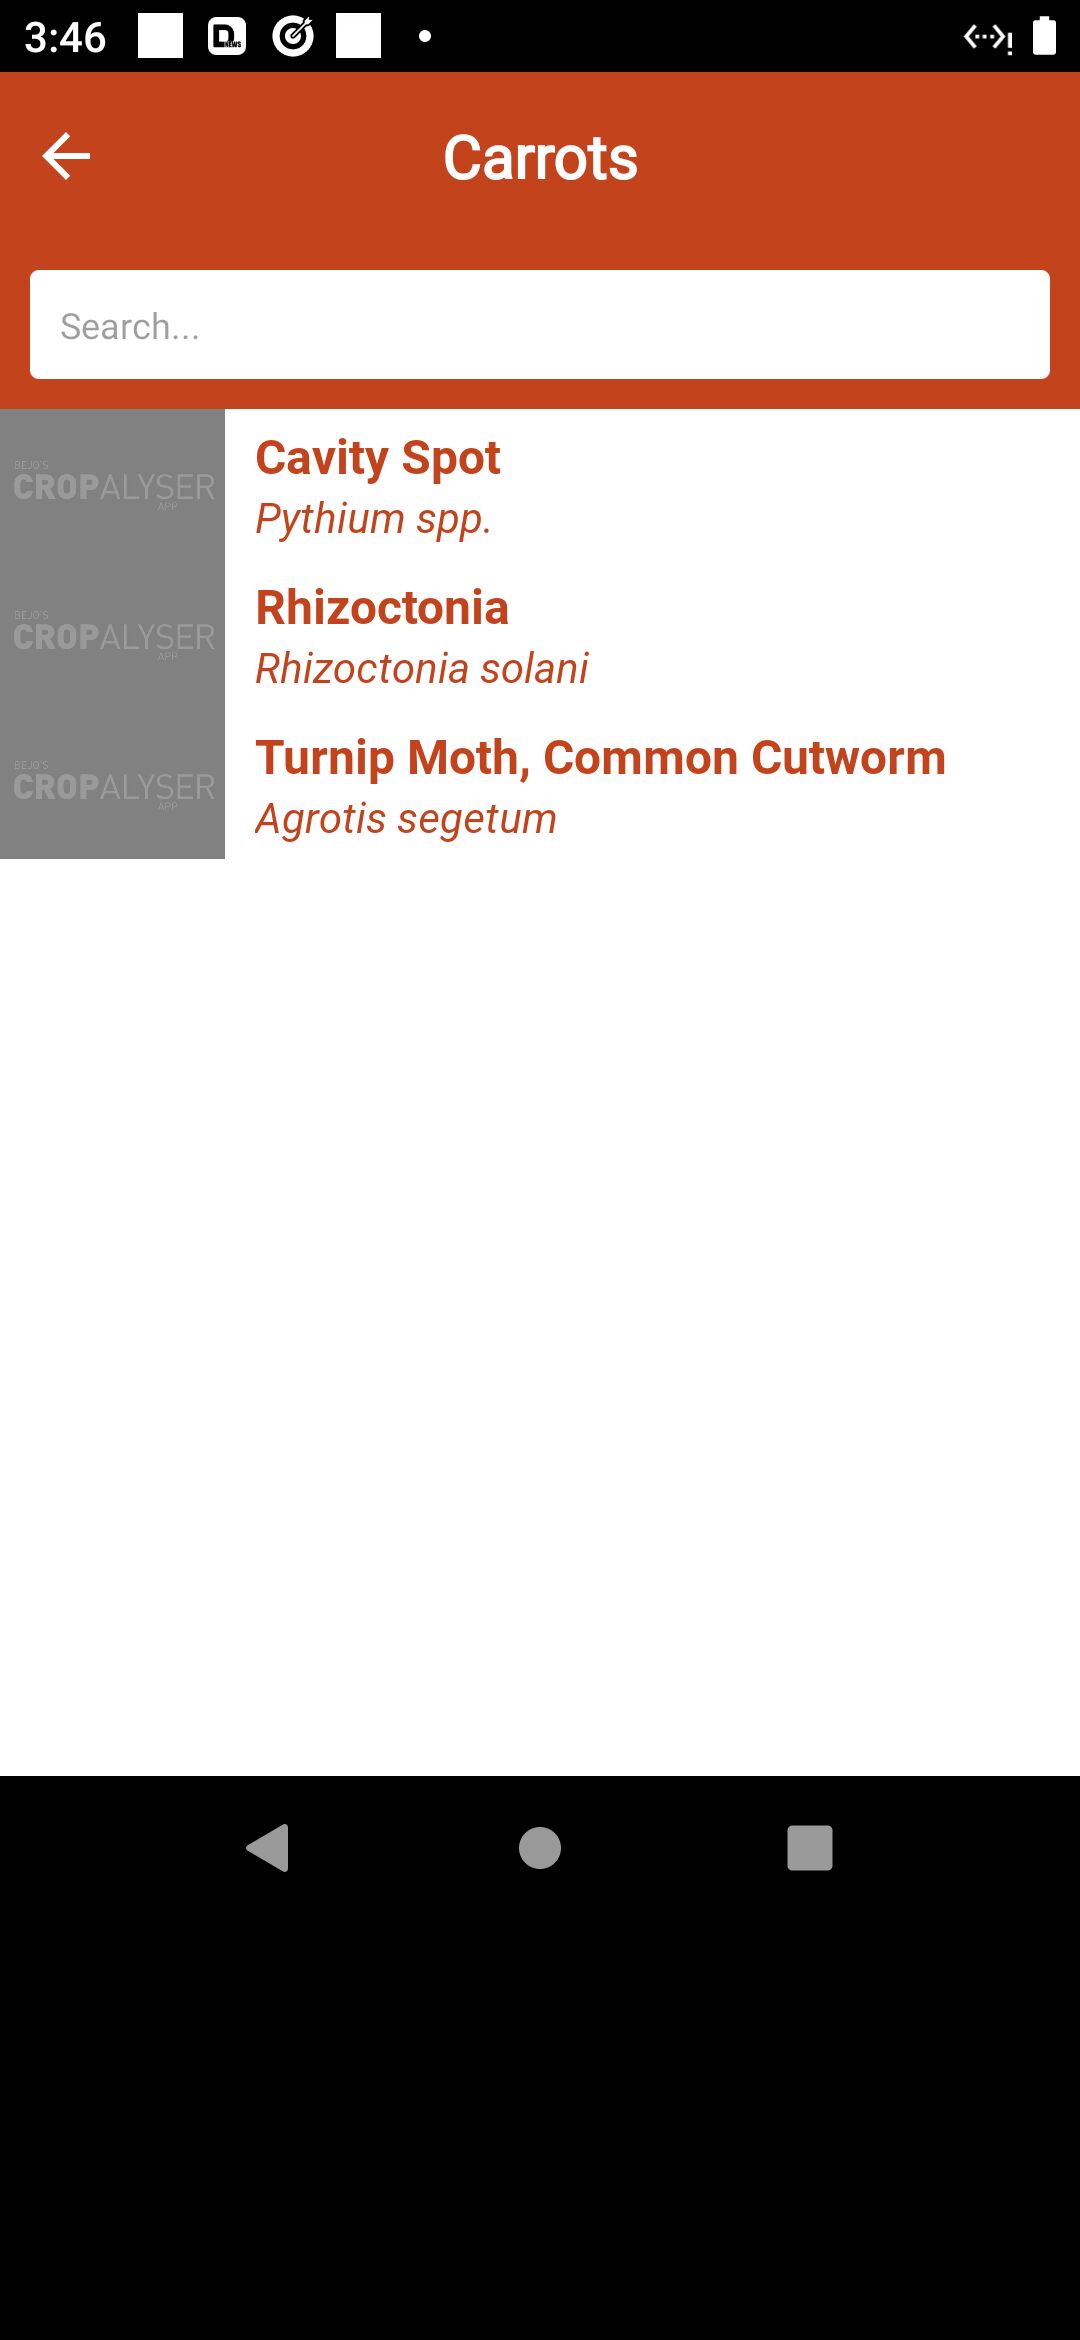 3:46
D NEWS
Carrots
Search...
BEJO'S
CROPALYSER
APP
Cavity Spot
Pythium spp.
BEJO'S
CROPALYSER
APP
Rhizoctonia
Rhizoctonia solani
BEJO'S
CROPALYSER
APP
Turnip Moth, Common Cutworm
Agrotis segetum